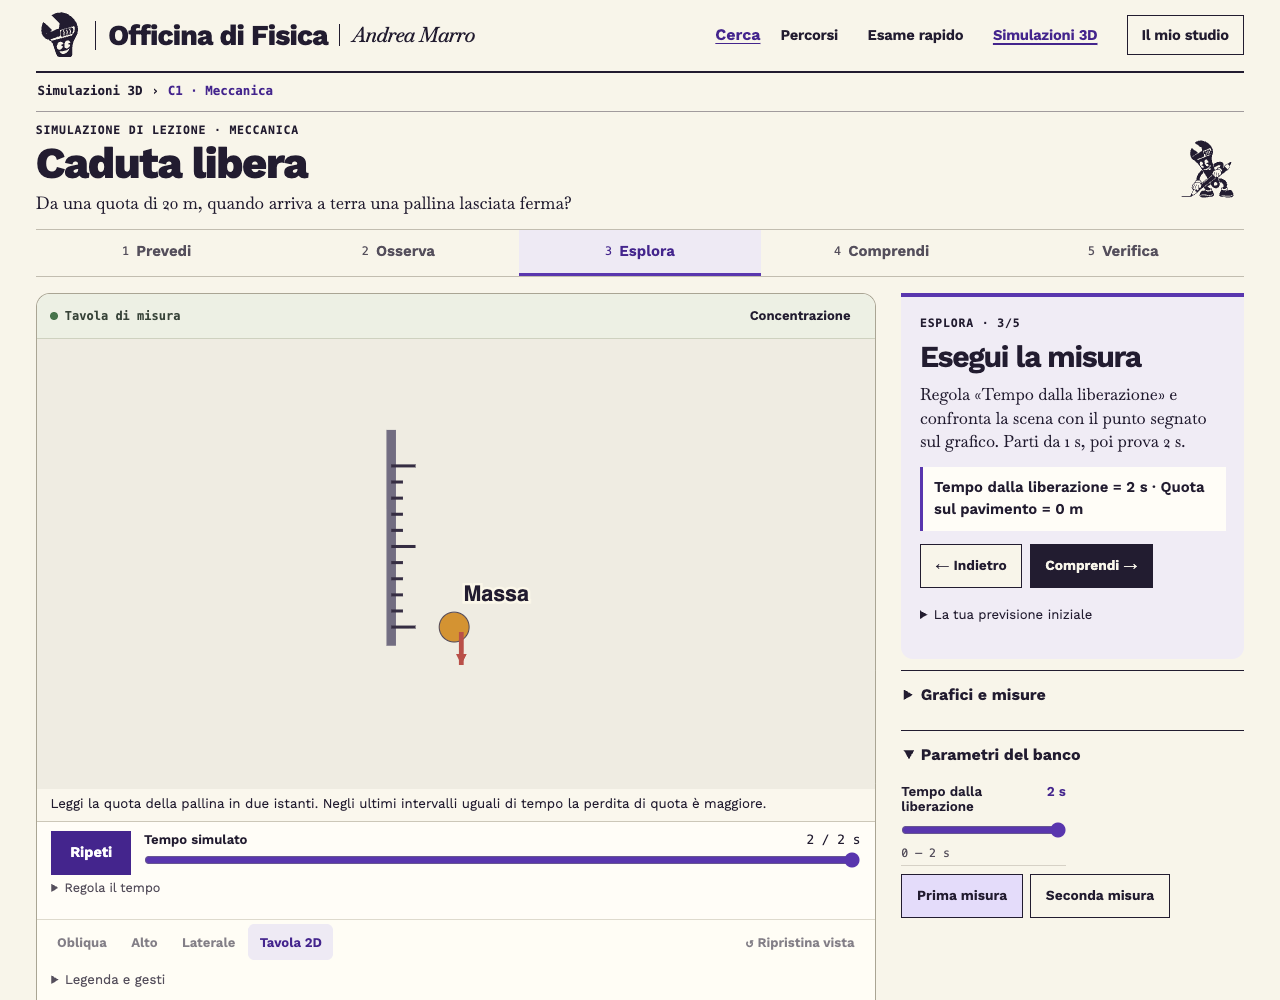 Officina di Fisica
Andrea Marro
Cerca
Percorsi
Esame rapido
Simulazioni 3D
Il mio studio
Simulazioni 3D › C1 · Meccanica
SIMULAZIONE DI LEZIONE · MECCANICA
Caduta libera
Da una quota di 20 m, quando arriva a terra una pallina lasciata ferma?
1 Prevedi
2 Osserva
3 Esplora
4 Comprendi
5 Verifica
Tavola di misura
Concentrazione
Massa
Leggi la quota della pallina in due istanti. Negli ultimi intervalli uguali di tempo la perdita di quota è maggiore.
Ripeti
Tempo simulato
2 / 2 s
▶ Regola il tempo
Obliqua
Alto
Laterale
Tavola 2D
↺ Ripristina vista
▶ Legenda e gesti
ESPLORA · 3/5
Esegui la misura
Regola «Tempo dalla liberazione» e
confronta la scena con il punto segnato
sul grafico. Parti da 1 s, poi prova 2 s.
Tempo dalla liberazione = 2 s · Quota
sul pavimento = 0 m
← Indietro
Comprendi →
▶ La tua previsione iniziale
▶ Grafici e misure
▼ Parametri del banco
Tempo dalla
liberazione
2 s
0 — 2 s
Prima misura
Seconda misura